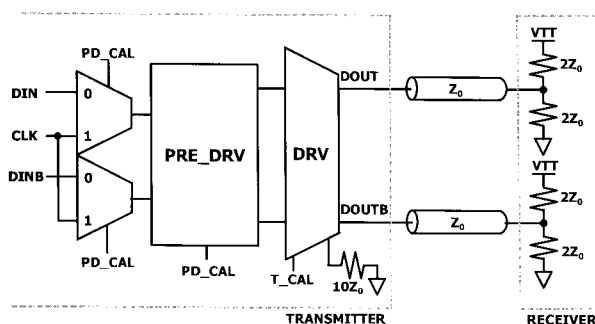 PD_CAL
DIN
0
CLK
1
DINB
0
1
PD_CAL
PRE_DRV
PD_CAL
DRV
T_CAL
10Z₀
DOUT
Z₀
DOUTB
Z₀
VTT
2Z₀
2Z₀
VTT
2Z₀
2Z₀
TRANSMITTER
RECEIVER